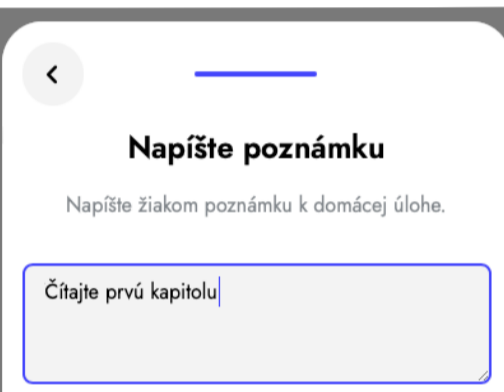 Napíšte poznámku
Napíšte žiakom poznámku k domácej úlohe.
Čítajte prvú kapitolu